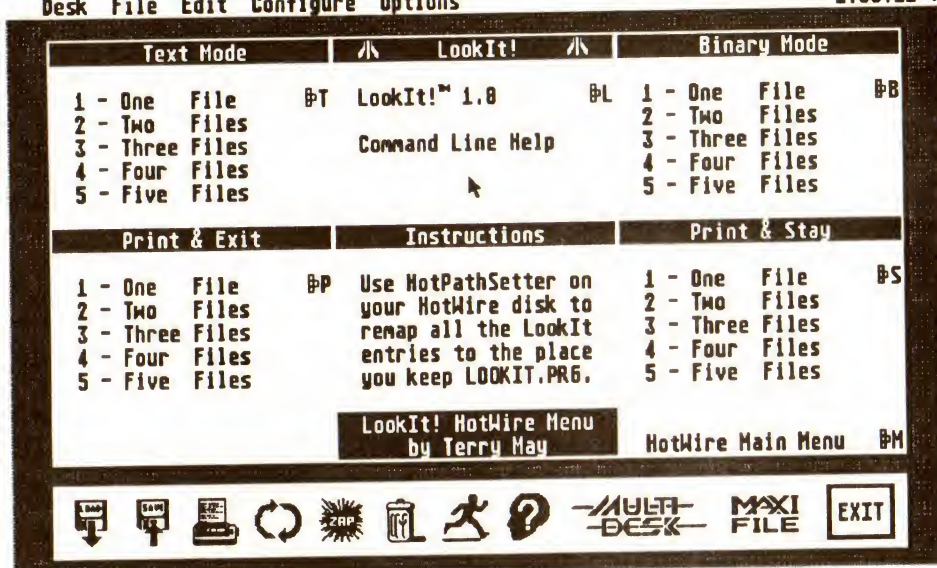 Desk File Edit Configure Options
Text Mode
1 - One File ⌹T
2 - Two Files
3 - Three Files
4 - Four Files
5 - Five Files
LookIt!
LookIt!™ 1.0 ⌹L
Command Line Help
Binary Mode
1 - One File ⌹B
2 - Two Files
3 - Three Files
4 - Four Files
5 - Five Files
Print & Exit
1 - One File ⌹P
2 - Two Files
3 - Three Files
4 - Four Files
5 - Five Files
Instructions
Use HotPathSetter on
your HotWire disk to
remap all the LookIt
entries to the place
you keep LOOKIT.PRG.
LookIt! HotWire Menu
by Terry May
Print & Stay
1 - One File ⌹S
2 - Two Files
3 - Three Files
4 - Four Files
5 - Five Files
HotWire Main Menu ⌹M
LOAD
SAVE
ZAP
MULTI-
DESK
MAXI
FILE
EXIT